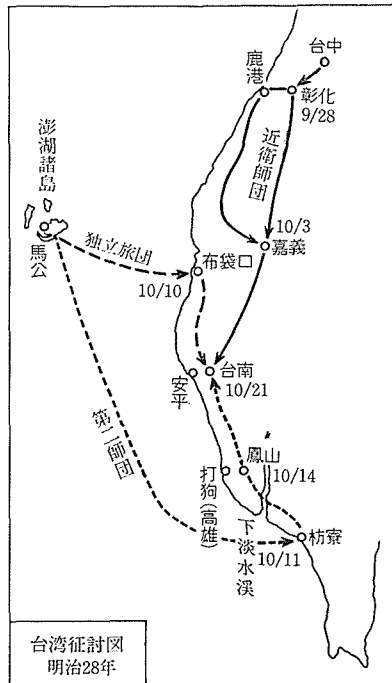 台中
鹿港
彰化
9/28
近衛師団
澎湖諸島
馬公
10/3
嘉義
独立旅団
布袋口
10/10
台南
10/21
安平
第二師団
鳳山
10/14
打狗(高雄)
下淡水溪
枋寮
10/11
台湾征討図
明治28年